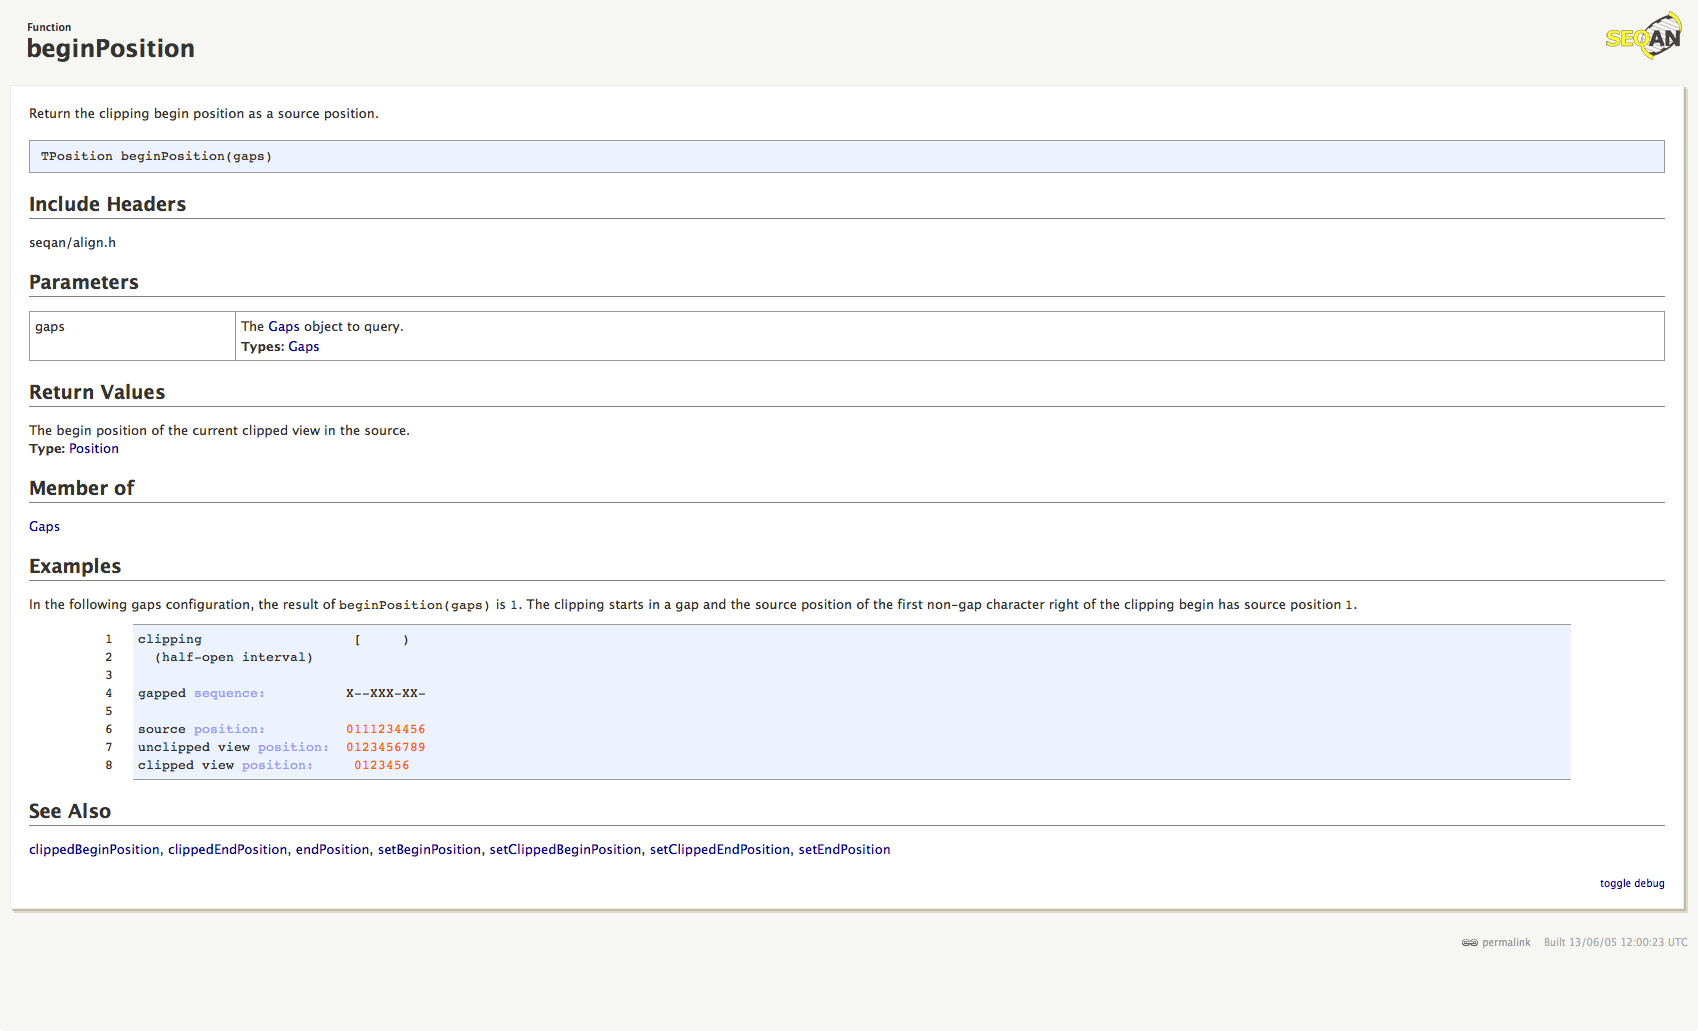 Function
beginPosition
SEQAN
Return the clipping begin position as a source position.
TPosition beginPosition(gaps)
Include Headers
seqan/align.h
Parameters
gaps
The Gaps object to query.
Types: Gaps
Return Values
The begin position of the current clipped view in the source.
Type: Position
Member of
Gaps
Examples
In the following gaps configuration, the result of beginPosition(gaps) is 1. The clipping starts in a gap and the source position of the first non-gap character right of the clipping begin has source position 1.
1 clipping                   [     )
2   (half-open interval)
3
4 gapped sequence:          X--XXX-XX-
5
6 source position:          0111234456
7 unclipped view position:  0123456789
8 clipped view position:     0123456
See Also
clippedBeginPosition, clippedEndPosition, endPosition, setBeginPosition, setClippedBeginPosition, setClippedEndPosition, setEndPosition
toggle debug
permalink Built 13/06/05 12:00:23 UTC